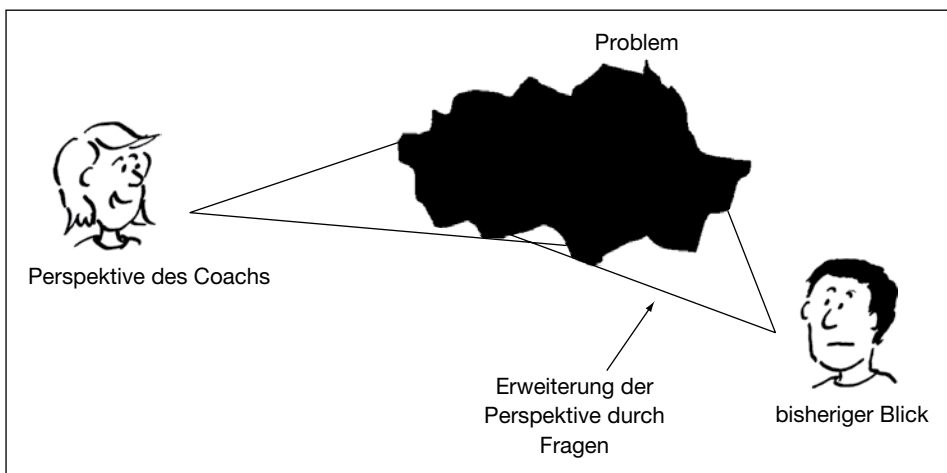 Problem
Perspektive des Coachs
Erweiterung der
Perspektive durch
Fragen
bisheriger Blick